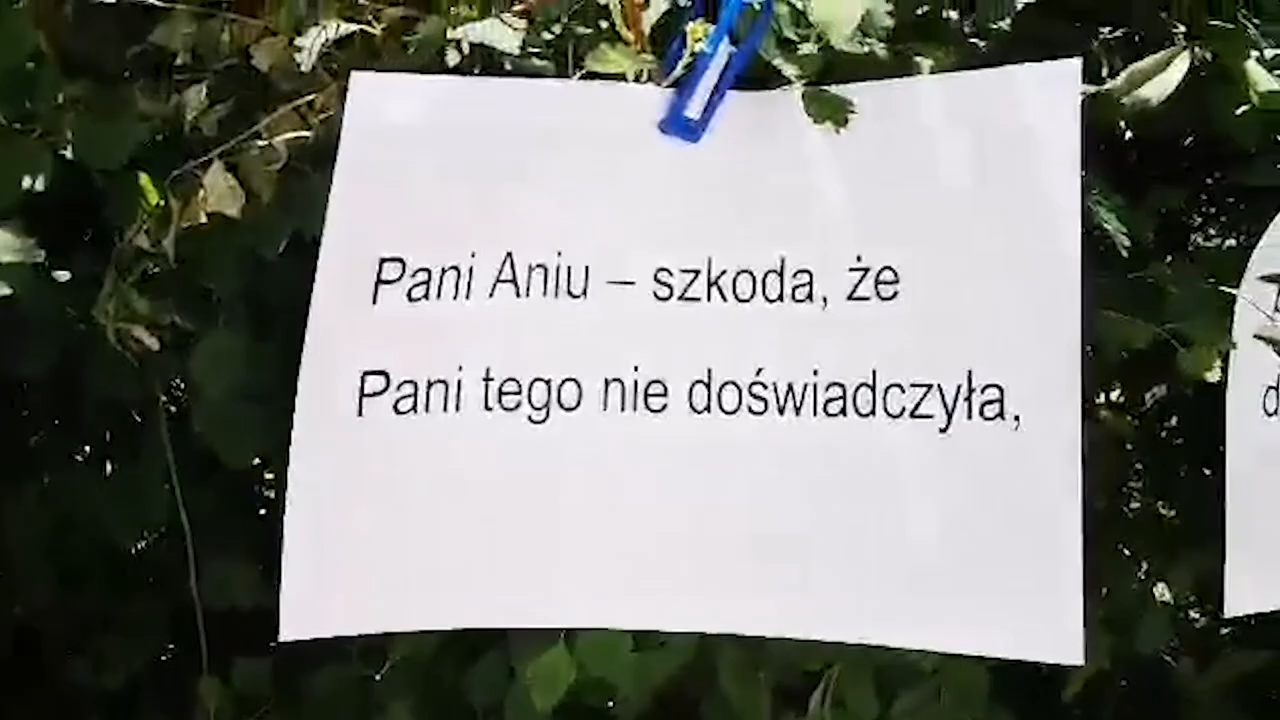 Pani Aniu – szkoda, że
Pani tego nie doświadczyła,